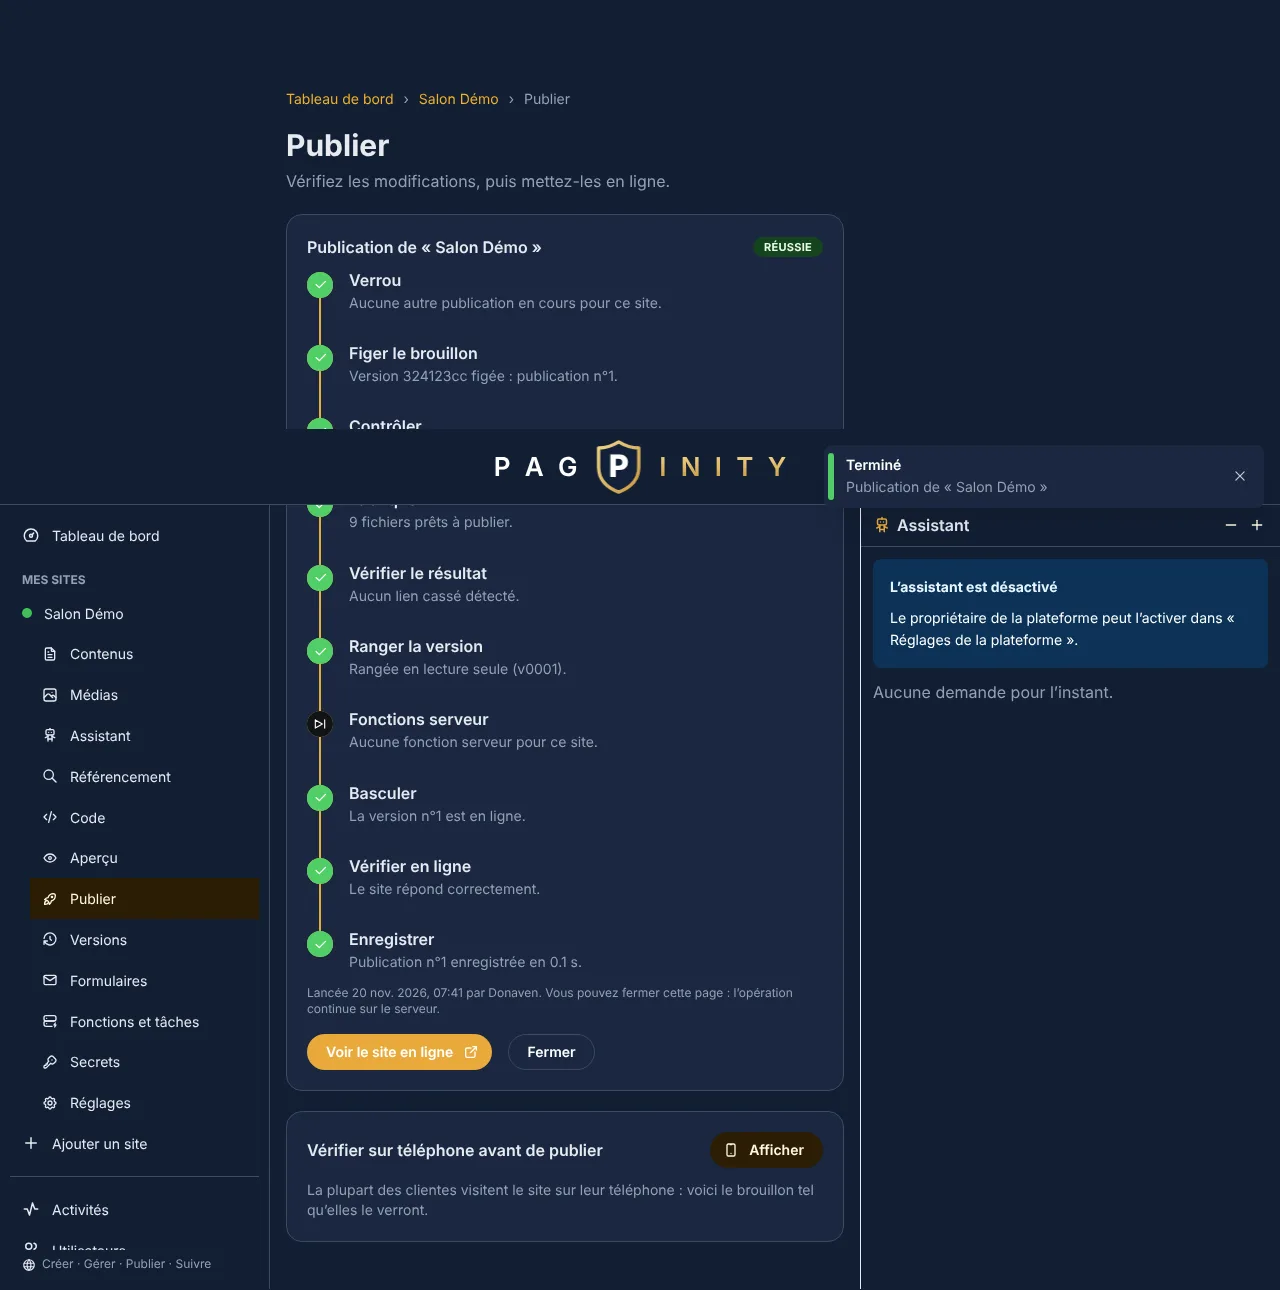 Tableau de bord › Salon Démo › Publier
Publier
Vérifiez les modifications, puis mettez-les en ligne.
Publication de « Salon Démo »
RÉUSSIE
Verrou
Aucune autre publication en cours pour ce site.
Figer le brouillon
Version 324123cc figée : publication n°1.
Contrôler
PAG P INITY
Terminé
Publication de « Salon Démo »
9 fichiers prêts à publier.
Vérifier le résultat
Aucun lien cassé détecté.
Ranger la version
Rangée en lecture seule (v0001).
Fonctions serveur
Aucune fonction serveur pour ce site.
Basculer
La version n°1 est en ligne.
Vérifier en ligne
Le site répond correctement.
Enregistrer
Publication n°1 enregistrée en 0.1 s.
Lancée 20 nov. 2026, 07:41 par Donaven. Vous pouvez fermer cette page : l’opération
continue sur le serveur.
Voir le site en ligne
Fermer
Vérifier sur téléphone avant de publier
Afficher
La plupart des clientes visitent le site sur leur téléphone : voici le brouillon tel
qu’elles le verront.
Tableau de bord
MES SITES
Salon Démo
Contenus
Médias
Assistant
Référencement
Code
Aperçu
Publier
Versions
Formulaires
Fonctions et tâches
Secrets
Réglages
Ajouter un site
Activités
Utilisateurs
Créer · Gérer · Publier · Suivre
Assistant
L’assistant est désactivé
Le propriétaire de la plateforme peut l’activer dans «
Réglages de la plateforme ».
Aucune demande pour l’instant.